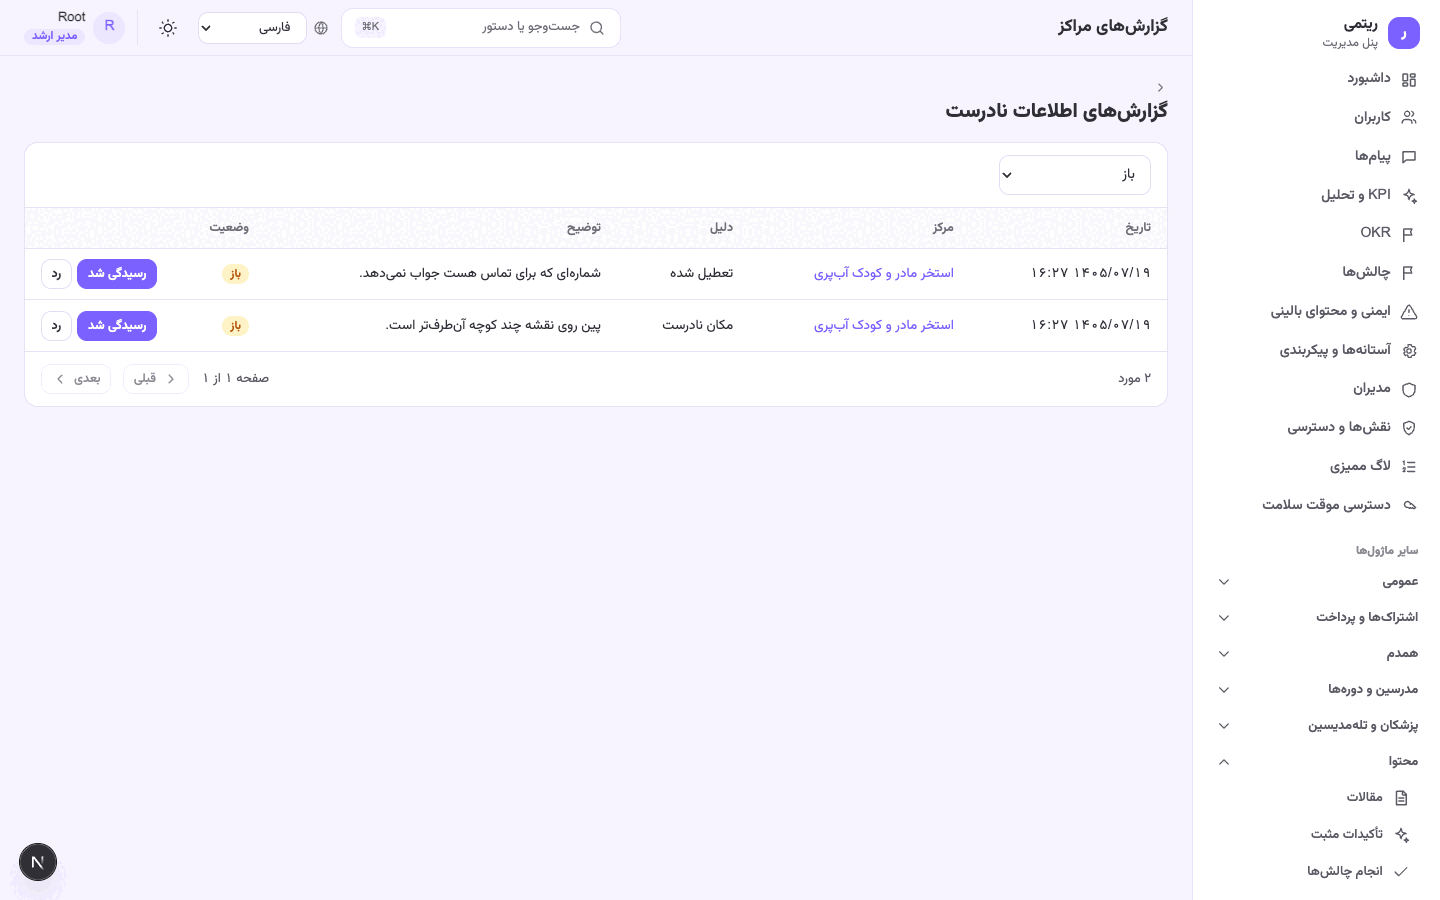 ر
ریتمی
پنل مدیریت
داشبورد
کاربران
پیام‌ها
KPI و تحلیل
OKR
چالش‌ها
ایمنی و محتوای بالینی
آستانه‌ها و پیکربندی
مدیران
نقش‌ها و دسترسی
لاگ ممیزی
دسترسی موقت سلامت
سایر ماژول‌ها
عمومی
اشتراک‌ها و پرداخت
همدم
مدرسین و دوره‌ها
پزشکان و تله‌مدیسین
محتوا
مقالات
تأکیدات مثبت
انجام چالش‌ها
گزارش‌های مراکز
جست‌وجو یا دستور
⌘K
فارسی
Root
مدیر ارشد
R
گزارش‌های اطلاعات نادرست
باز
تاریخ مرکز دلیل توضیح وضعیت
۱۴۰۵/۰۷/۱۹ ۱۶:۲۷ استخر مادر و کودک آب‌پری تعطیل شده شماره‌ای که برای تماس هست جواب نمی‌دهد. باز رسیدگی شد رد
۱۴۰۵/۰۷/۱۹ ۱۶:۲۷ استخر مادر و کودک آب‌پری مکان نادرست پین روی نقشه چند کوچه آن‌طرف‌تر است. باز رسیدگی شد رد
۲ مورد صفحه ۱ از ۱ قبلی بعدی
N